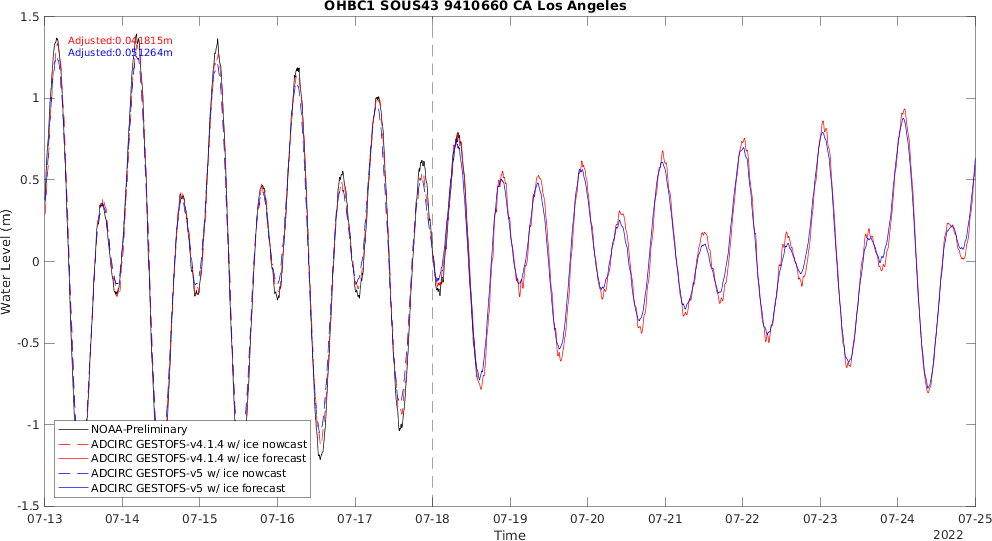 OHBC1 SOUS43 9410660 CA Los Angeles
Adjusted:0.041815m
Adjusted:0.051264m
1.5
1
0.5
0
-0.5
-1
-1.5
Water Level (m)
NOAA-Preliminary
ADCIRC GESTOFS-v4.1.4 w/ ice nowcast
ADCIRC GESTOFS-v4.1.4 w/ ice forecast
ADCIRC GESTOFS-v5 w/ ice nowcast
ADCIRC GESTOFS-v5 w/ ice forecast
07-13 07-14 07-15 07-16 07-17 07-18 07-19 07-20 07-21 07-22 07-23 07-24 07-25
Time
2022